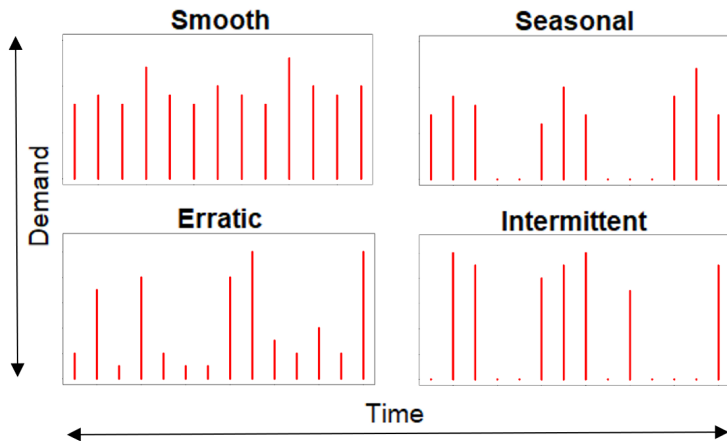 Smooth
Seasonal
Demand
Erratic
Intermittent
Time